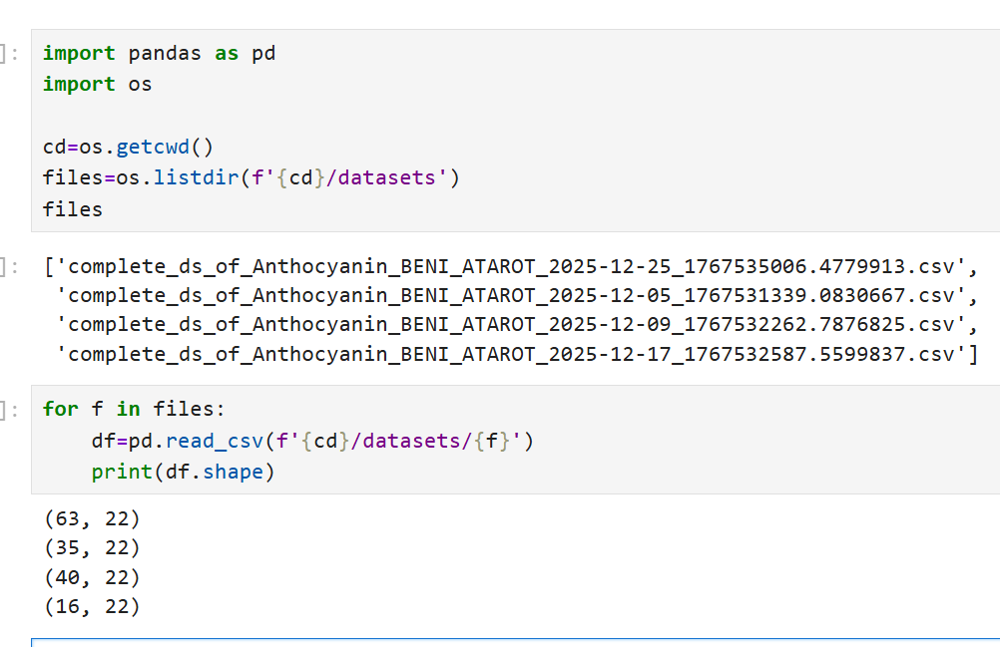 ]: import pandas as pd
import os
cd=os.getcwd()
files=os.listdir(f'{cd}/datasets')
files
]: ['complete_ds_of_Anthocyanin_BENI_ATAROT_2025-12-25_1767535006.4779913.csv',
'complete_ds_of_Anthocyanin_BENI_ATAROT_2025-12-05_1767531339.0830667.csv',
'complete_ds_of_Anthocyanin_BENI_ATAROT_2025-12-09_1767532262.7876825.csv',
'complete_ds_of_Anthocyanin_BENI_ATAROT_2025-12-17_1767532587.5599837.csv']
]: for f in files:
    df=pd.read_csv(f'{cd}/datasets/{f}')
    print(df.shape)
(63, 22)
(35, 22)
(40, 22)
(16, 22)